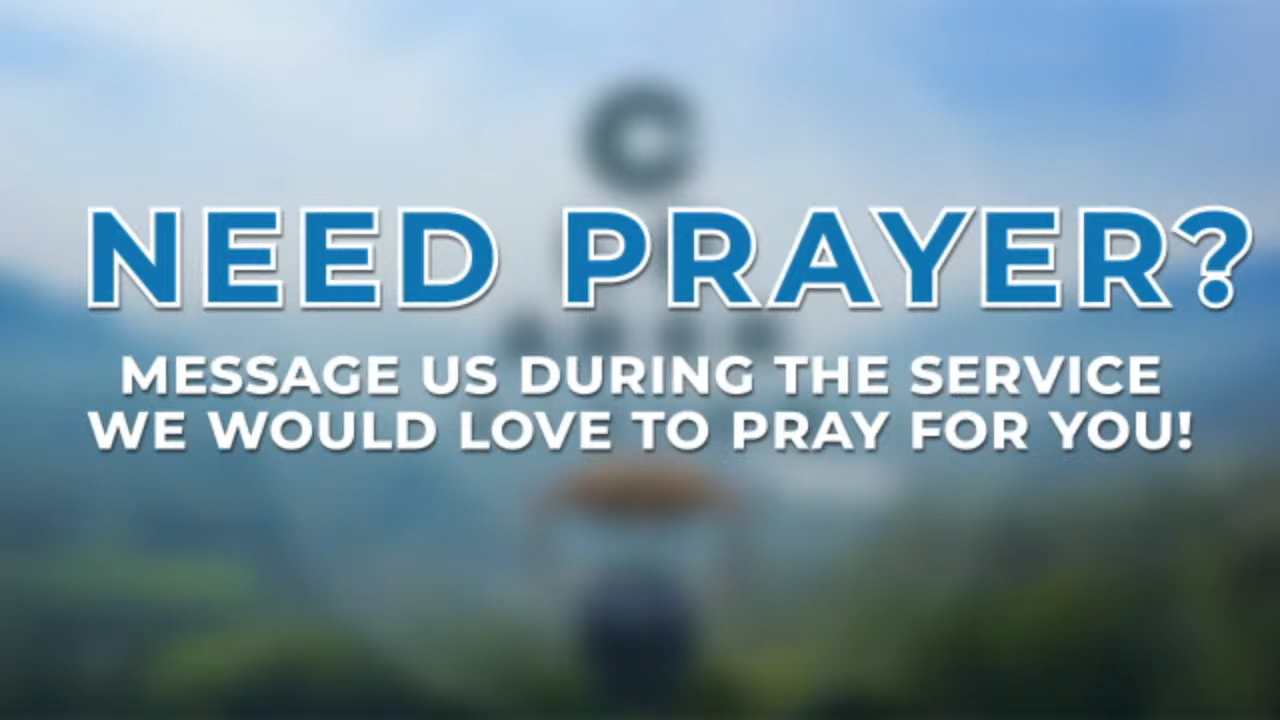 NEED PRAYER?
MESSAGE US DURING THE SERVICE
WE WOULD LOVE TO PRAY FOR YOU!